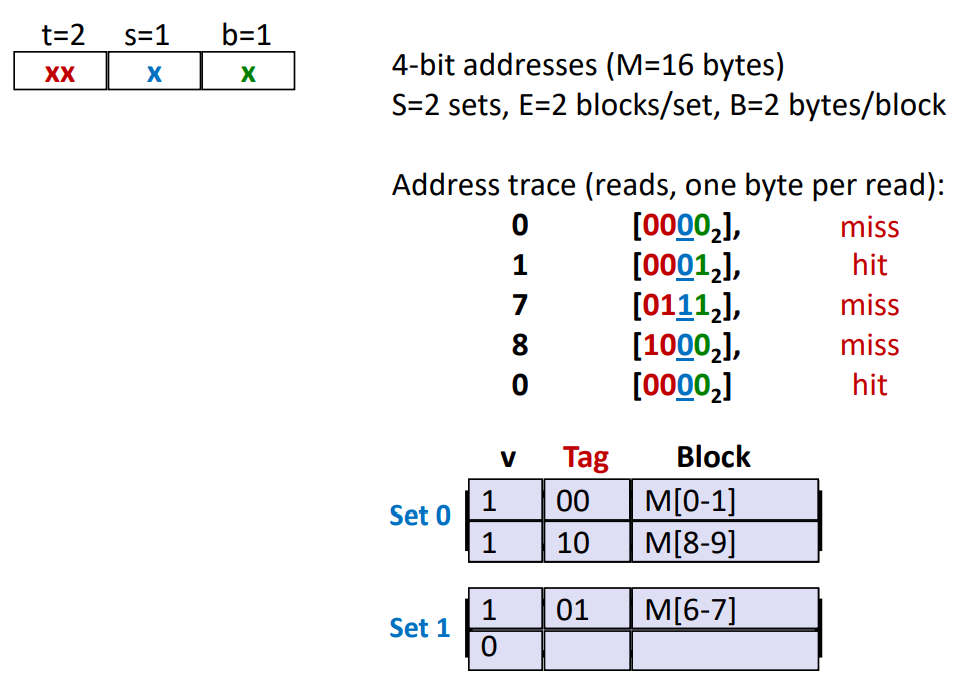 t=2 s=1 b=1
xx x x
4-bit addresses (M=16 bytes)
S=2 sets, E=2 blocks/set, B=2 bytes/block
Address trace (reads, one byte per read):
0 [0000₂], miss
1 [0001₂], hit
7 [0111₂], miss
8 [1000₂], miss
0 [0000₂] hit
v Tag Block
Set 0
1 00 M[0-1]
1 10 M[8-9]
Set 1
1 01 M[6-7]
0